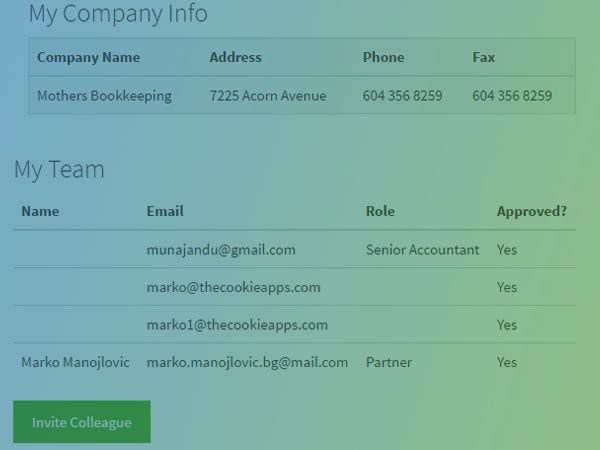 My Company Info
Company Name Address Phone Fax
Mothers Bookkeeping 7225 Acorn Avenue 604 356 8259 604 356 8259
My Team
Name Email Role Approved?
munajandu@gmail.com Senior Accountant Yes
marko@thecookieapps.com Yes
marko1@thecookieapps.com Yes
Marko Manojlovic marko.manojlovic.bg@mail.com Partner Yes
Invite Colleague